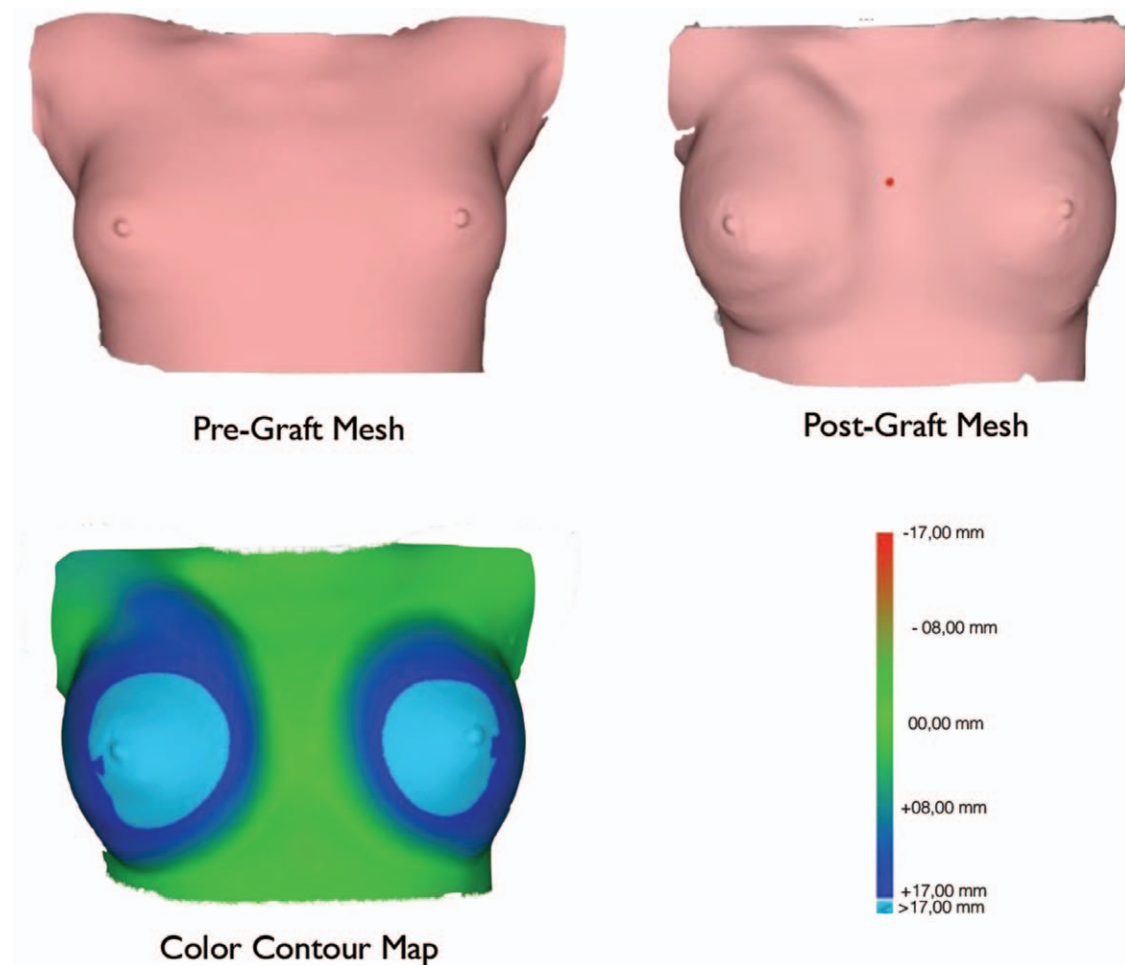 Pre-Graft Mesh
Post-Graft Mesh
-17,00 mm
- 08,00 mm
00,00 mm
+08,00 mm
+17,00 mm
>17,00 mm
Color Contour Map